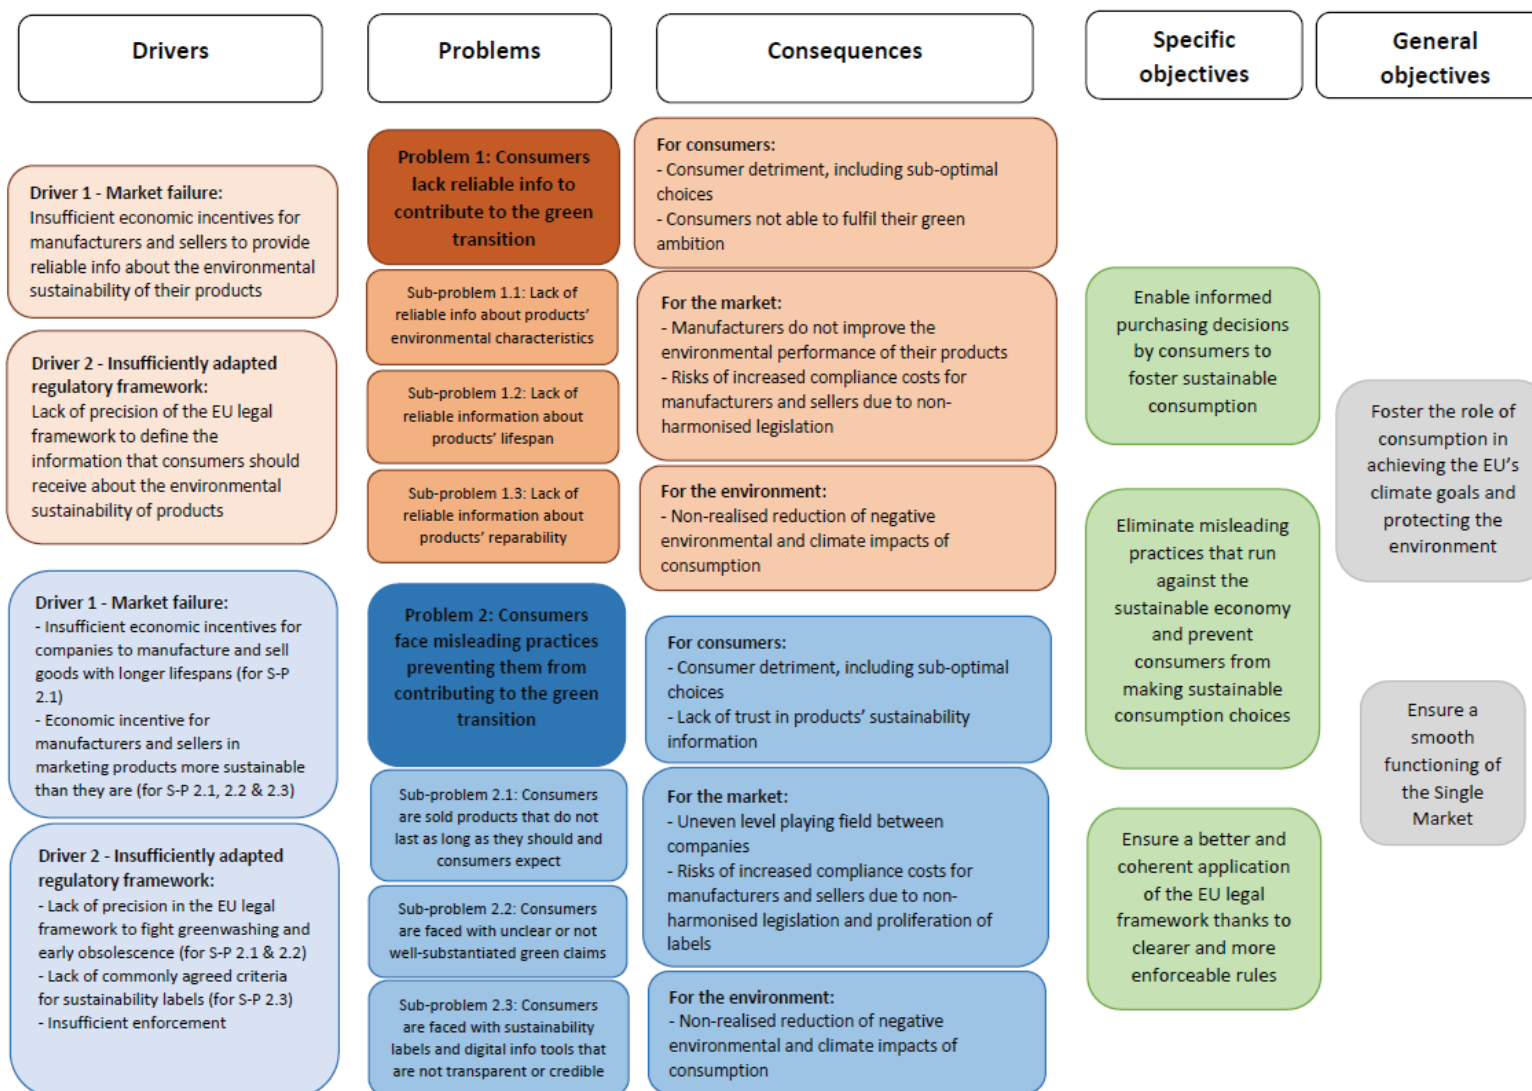 Drivers
Problems
Consequences
Specific
objectives
General
objectives
Driver 1 - Market failure:
Insufficient economic incentives for
manufacturers and sellers to provide
reliable info about the environmental
sustainability of their products
Driver 2 - Insufficiently adapted
regulatory framework:
Lack of precision of the EU legal
framework to define the
information that consumers should
receive about the environmental
sustainability of products
Driver 1 - Market failure:
- Insufficient economic incentives for
companies to manufacture and sell
goods with longer lifespans (for S-P
2.1)
- Economic incentive for
manufacturers and sellers in
marketing products more sustainable
than they are (for S-P 2.1, 2.2 & 2.3)
Driver 2 - Insufficiently adapted
regulatory framework:
- Lack of precision in the EU legal
framework to fight greenwashing and
early obsolescence (for S-P 2.1 & 2.2)
- Lack of commonly agreed criteria
for sustainability labels (for S-P 2.3)
- Insufficient enforcement
Problem 1: Consumers
lack reliable info to
contribute to the green
transition
Sub-problem 1.1: Lack of
reliable info about products'
environmental characteristics
Sub-problem 1.2: Lack of
reliable information about
products' lifespan
Sub-problem 1.3: Lack of
reliable information about
products' reparability
Problem 2: Consumers
face misleading practices
preventing them from
contributing to the green
transition
Sub-problem 2.1: Consumers
are sold products that do not
last as long as they should and
consumers expect
Sub-problem 2.2: Consumers
are faced with unclear or not
well-substantiated green claims
Sub-problem 2.3: Consumers
are faced with sustainability
labels and digital info tools that
are not transparent or credible
For consumers:
- Consumer detriment, including sub-optimal
choices
- Consumers not able to fulfil their green
ambition
For the market:
- Manufacturers do not improve the
environmental performance of their products
- Risks of increased compliance costs for
manufacturers and sellers due to non-
harmonised legislation
For the environment:
- Non-realised reduction of negative
environmental and climate impacts of
consumption
For consumers:
- Consumer detriment, including sub-optimal
choices
- Lack of trust in products' sustainability
information
For the market:
- Uneven level playing field between
companies
- Risks of increased compliance costs for
manufacturers and sellers due to non-
harmonised legislation and proliferation of
labels
For the environment:
- Non-realised reduction of negative
environmental and climate impacts of
consumption
Enable informed
purchasing decisions
by consumers to
foster sustainable
consumption
Eliminate misleading
practices that run
against the
sustainable economy
and prevent
consumers from
making sustainable
consumption choices
Ensure a better and
coherent application
of the EU legal
framework thanks to
clearer and more
enforceable rules
Foster the role of
consumption in
achieving the EU's
climate goals and
protecting the
environment
Ensure a
smooth
functioning of
the Single
Market